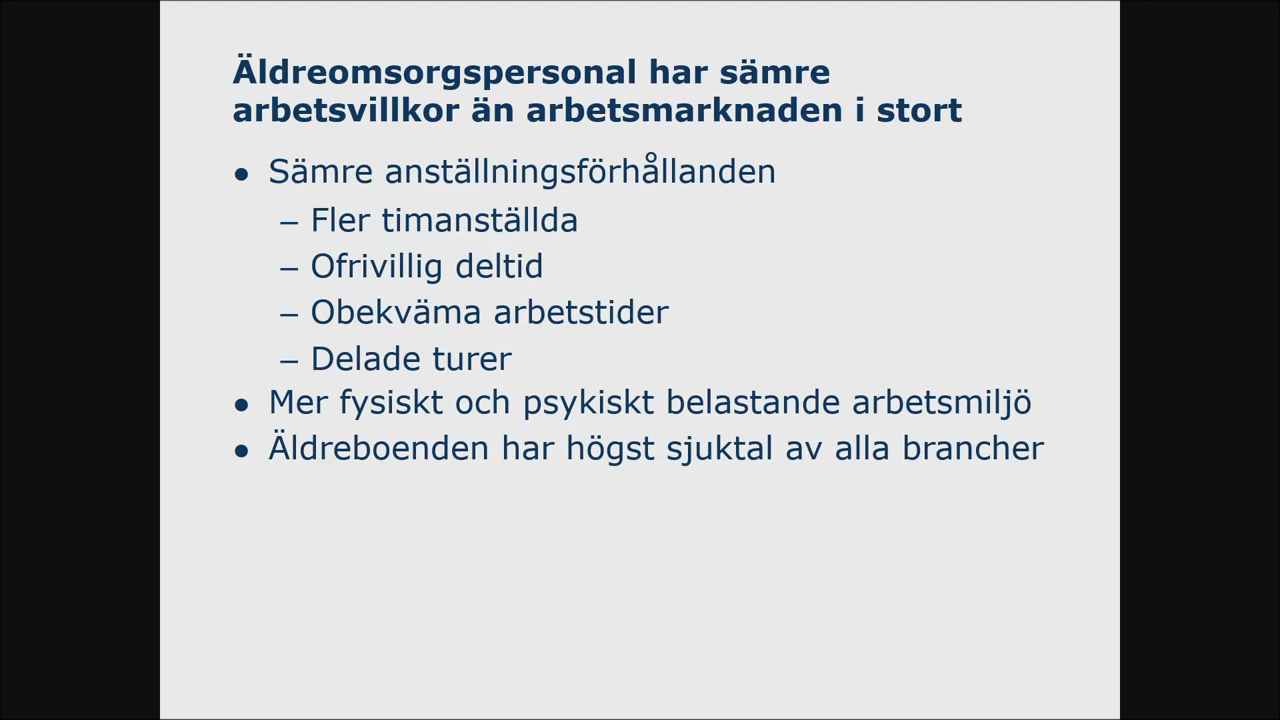 Äldreomsorgspersonal har sämre
arbetsvillkor än arbetsmarknaden i stort
● Sämre anställningsförhållanden
– Fler timanställda
– Ofrivillig deltid
– Obekväma arbetstider
– Delade turer
● Mer fysiskt och psykiskt belastande arbetsmiljö
● Äldreboenden har högst sjuktal av alla brancher